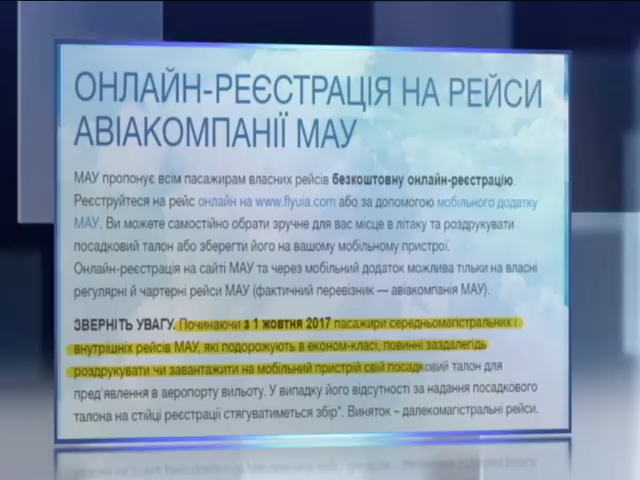 ОНЛАЙН-РЕЄСТРАЦІЯ НА РЕЙСИ
АВІАКОМПАНІЇ МАУ
МАУ пропонує всім пасажирам власних рейсів безкоштовну онлайн-реєстрацію.
Реєструйтеся на рейс онлайн на www.flyuia.com або за допомогою мобільного додатку
МАУ. Ви можете самостійно обрати зручне для вас місце в літаку та роздрукувати
посадковий талон або зберегти його на вашому мобільному пристрої.
Онлайн-реєстрація на сайті МАУ та через мобільний додаток можлива тільки на власні
регулярні й чартерні рейси МАУ (фактичний перевізник — авіакомпанія МАУ).
ЗВЕРНІТЬ УВАГУ. Починаючи з 1 жовтня 2017 пасажири середньомагістральних і
внутрішніх рейсів МАУ, які подорожують в економ-класі, повинні заздалегідь
роздрукувати чи завантажити на мобільний пристрій свій посадковий талон для
пред'явлення в аеропорту вильоту. У випадку його відсутності за надання посадкового
талона на стійці реєстрації стягуватиметься збір*. Виняток – далекомагістральні рейси.